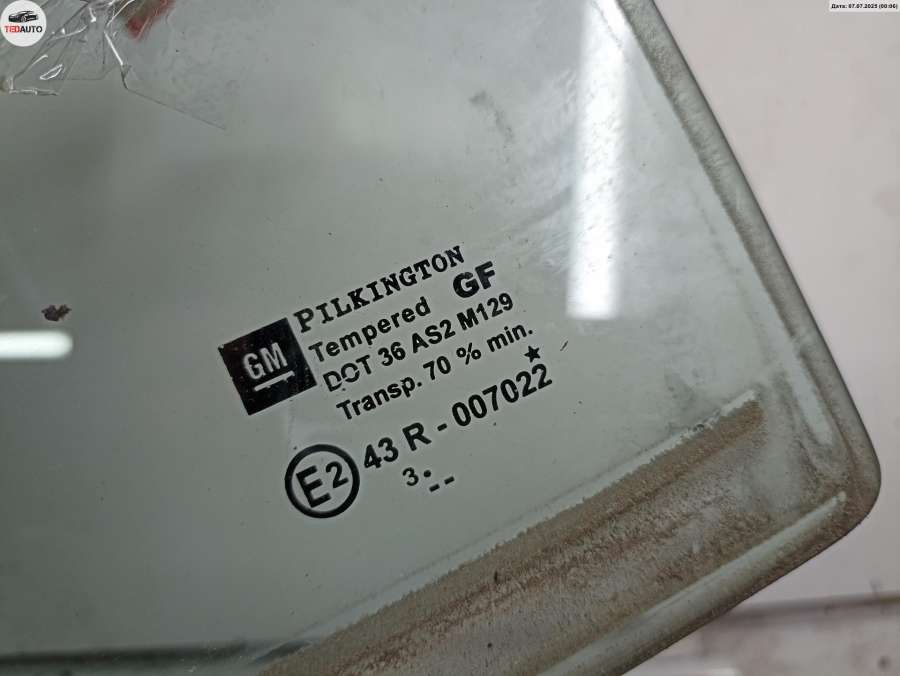 TEDAUTO
Дата: 07.07.2025 (00:06)
PILKINGTON
GM
Tempered GF
DOT 36 AS2 M129
Transp. 70 % min.
E2 43 R - 007022
3